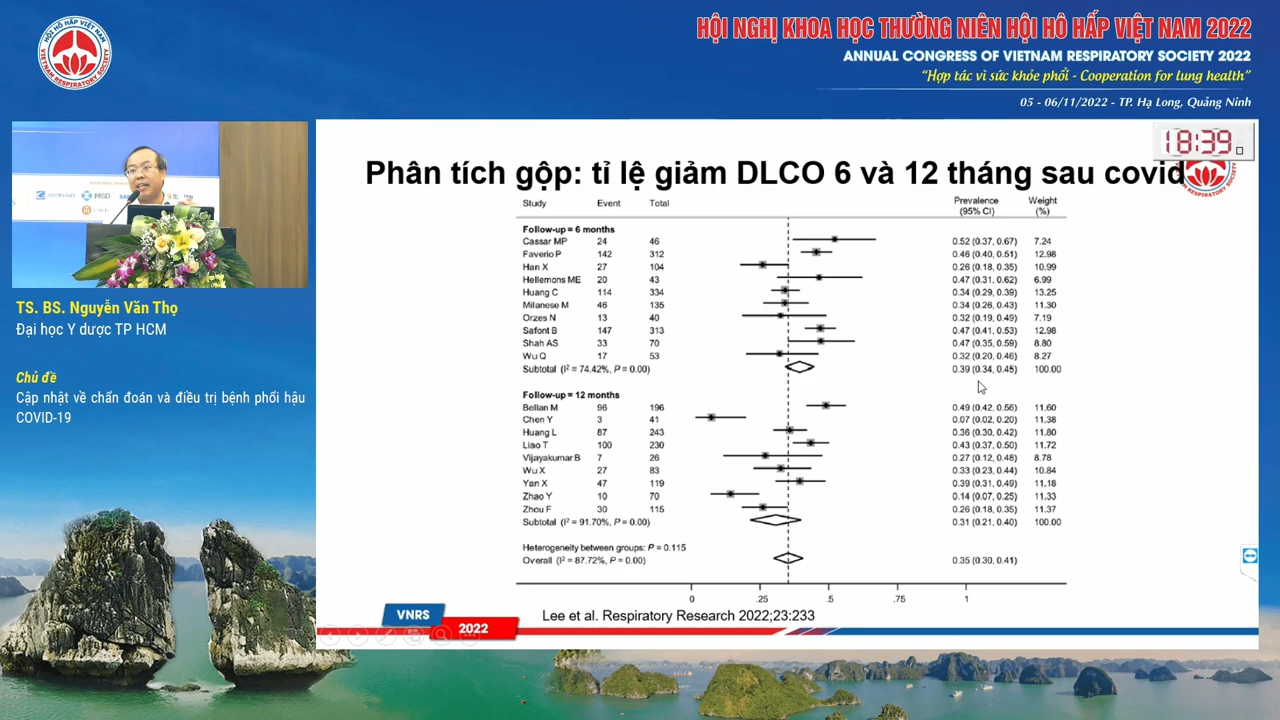 HỘI HÔ HẤP VIỆT NAM
VIETNAM RESPIRATORY SOCIETY
HỘI NGHỊ KHOA HỌC THƯỜNG NIÊN HỘI HÔ HẤP VIỆT NAM 2022
ANNUAL CONGRESS OF VIETNAM RESPIRATORY SOCIETY 2022
“Hợp tác vì sức khỏe phổi - Cooperation for lung health”
05 - 06/11/2022 - TP. Hạ Long, Quảng Ninh
MSD
TS. BS. Nguyễn Văn Thọ
Đại học Y dược TP HCM
Chủ đề
Cập nhật về chẩn đoán và điều trị bệnh phổi hậu
COVID-19
18:39
Phân tích gộp: tỉ lệ giảm DLCO 6 và 12 tháng sau covid
Study Event Total Prevalence (95% CI) Weight (%)
Follow-up = 6 months
Cassar MP 24 46 0.52 (0.37, 0.67) 7.24
Faverio P 142 312 0.46 (0.40, 0.51) 12.98
Han X 27 104 0.26 (0.18, 0.35) 10.99
Hellemons ME 20 43 0.47 (0.31, 0.62) 6.99
Huang C 114 334 0.34 (0.29, 0.39) 13.25
Milanese M 46 135 0.34 (0.26, 0.43) 11.30
Orzes N 13 40 0.32 (0.19, 0.49) 7.19
Safont B 147 313 0.47 (0.41, 0.53) 12.98
Shah AS 33 70 0.47 (0.35, 0.59) 8.80
Wu Q 17 53 0.32 (0.20, 0.46) 8.27
Subtotal (I² = 74.42%, P = 0.00) 0.39 (0.34, 0.45) 100.00
Follow-up = 12 months
Bellan M 96 196 0.49 (0.42, 0.56) 11.60
Chen Y 3 41 0.07 (0.02, 0.20) 11.38
Huang L 87 243 0.36 (0.30, 0.42) 11.80
Liao T 100 230 0.43 (0.37, 0.50) 11.72
Vijayakumar B 7 26 0.27 (0.12, 0.48) 8.78
Wu X 27 83 0.33 (0.23, 0.44) 10.84
Yan X 47 119 0.39 (0.31, 0.49) 11.18
Zhao Y 10 70 0.14 (0.07, 0.25) 11.33
Zhou F 30 115 0.26 (0.18, 0.35) 11.37
Subtotal (I² = 91.70%, P = 0.00) 0.31 (0.21, 0.40) 100.00
Heterogeneity between groups: P = 0.115
Overall (I² = 87.72%, P = 0.00) 0.35 (0.30, 0.41)
0 .25 .5 .75 1
Lee et al. Respiratory Research 2022;23:233
VNRS
2022